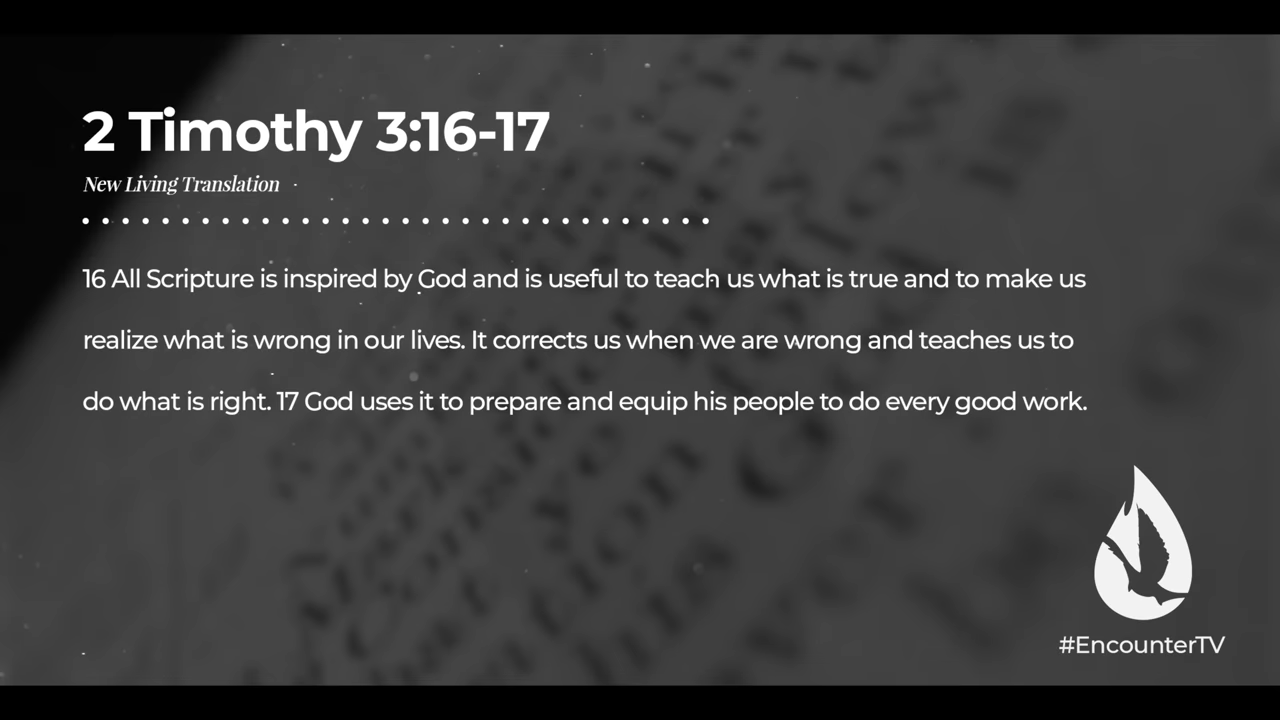 2 Timothy 3:16-17
New Living Translation
16 All Scripture is inspired by God and is useful to teach us what is true and to make us
realize what is wrong in our lives. It corrects us when we are wrong and teaches us to
do what is right. 17 God uses it to prepare and equip his people to do every good work.
#EncounterTV